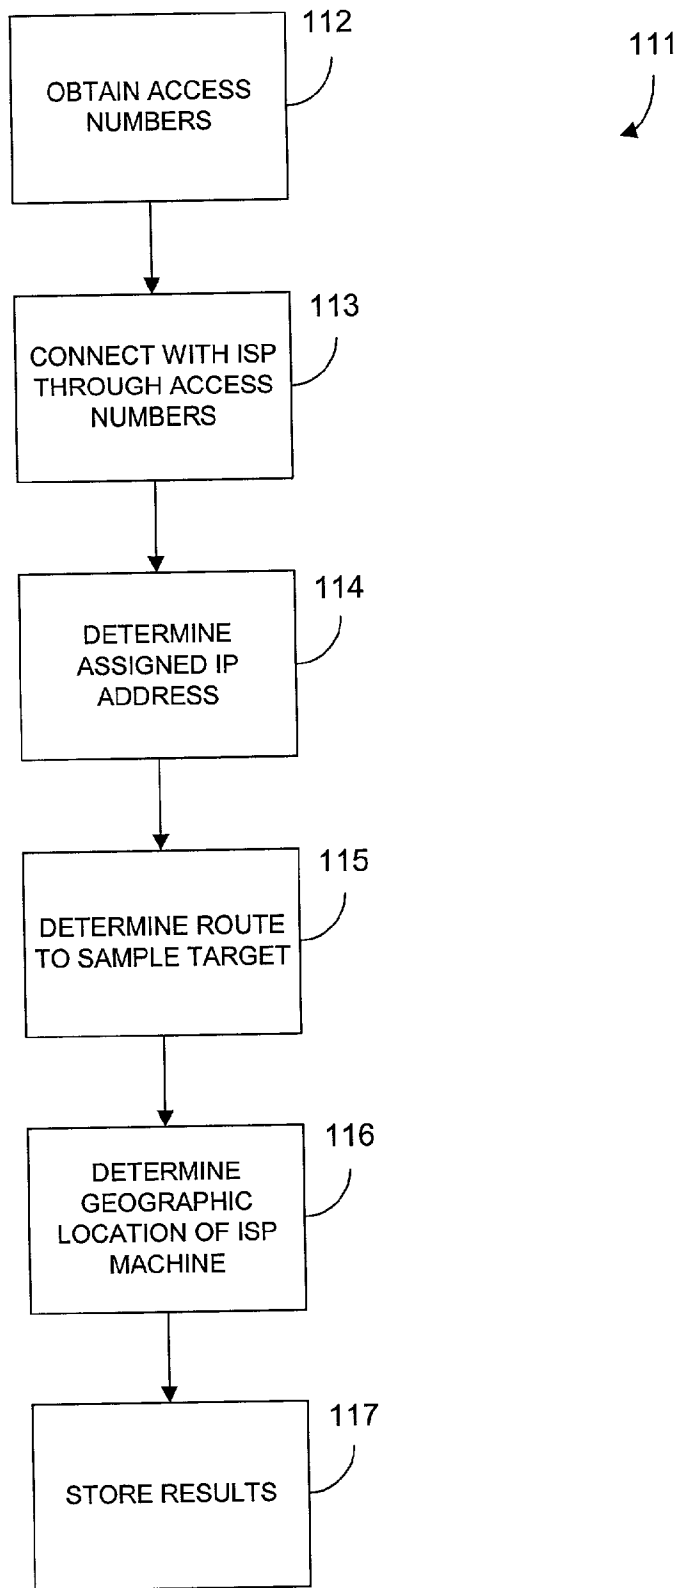 112
111
OBTAIN ACCESS
NUMBERS
113
CONNECT WITH ISP
THROUGH ACCESS
NUMBERS
114
DETERMINE
ASSIGNED IP
ADDRESS
115
DETERMINE ROUTE
TO SAMPLE TARGET
116
DETERMINE
GEOGRAPHIC
LOCATION OF ISP
MACHINE
117
STORE RESULTS